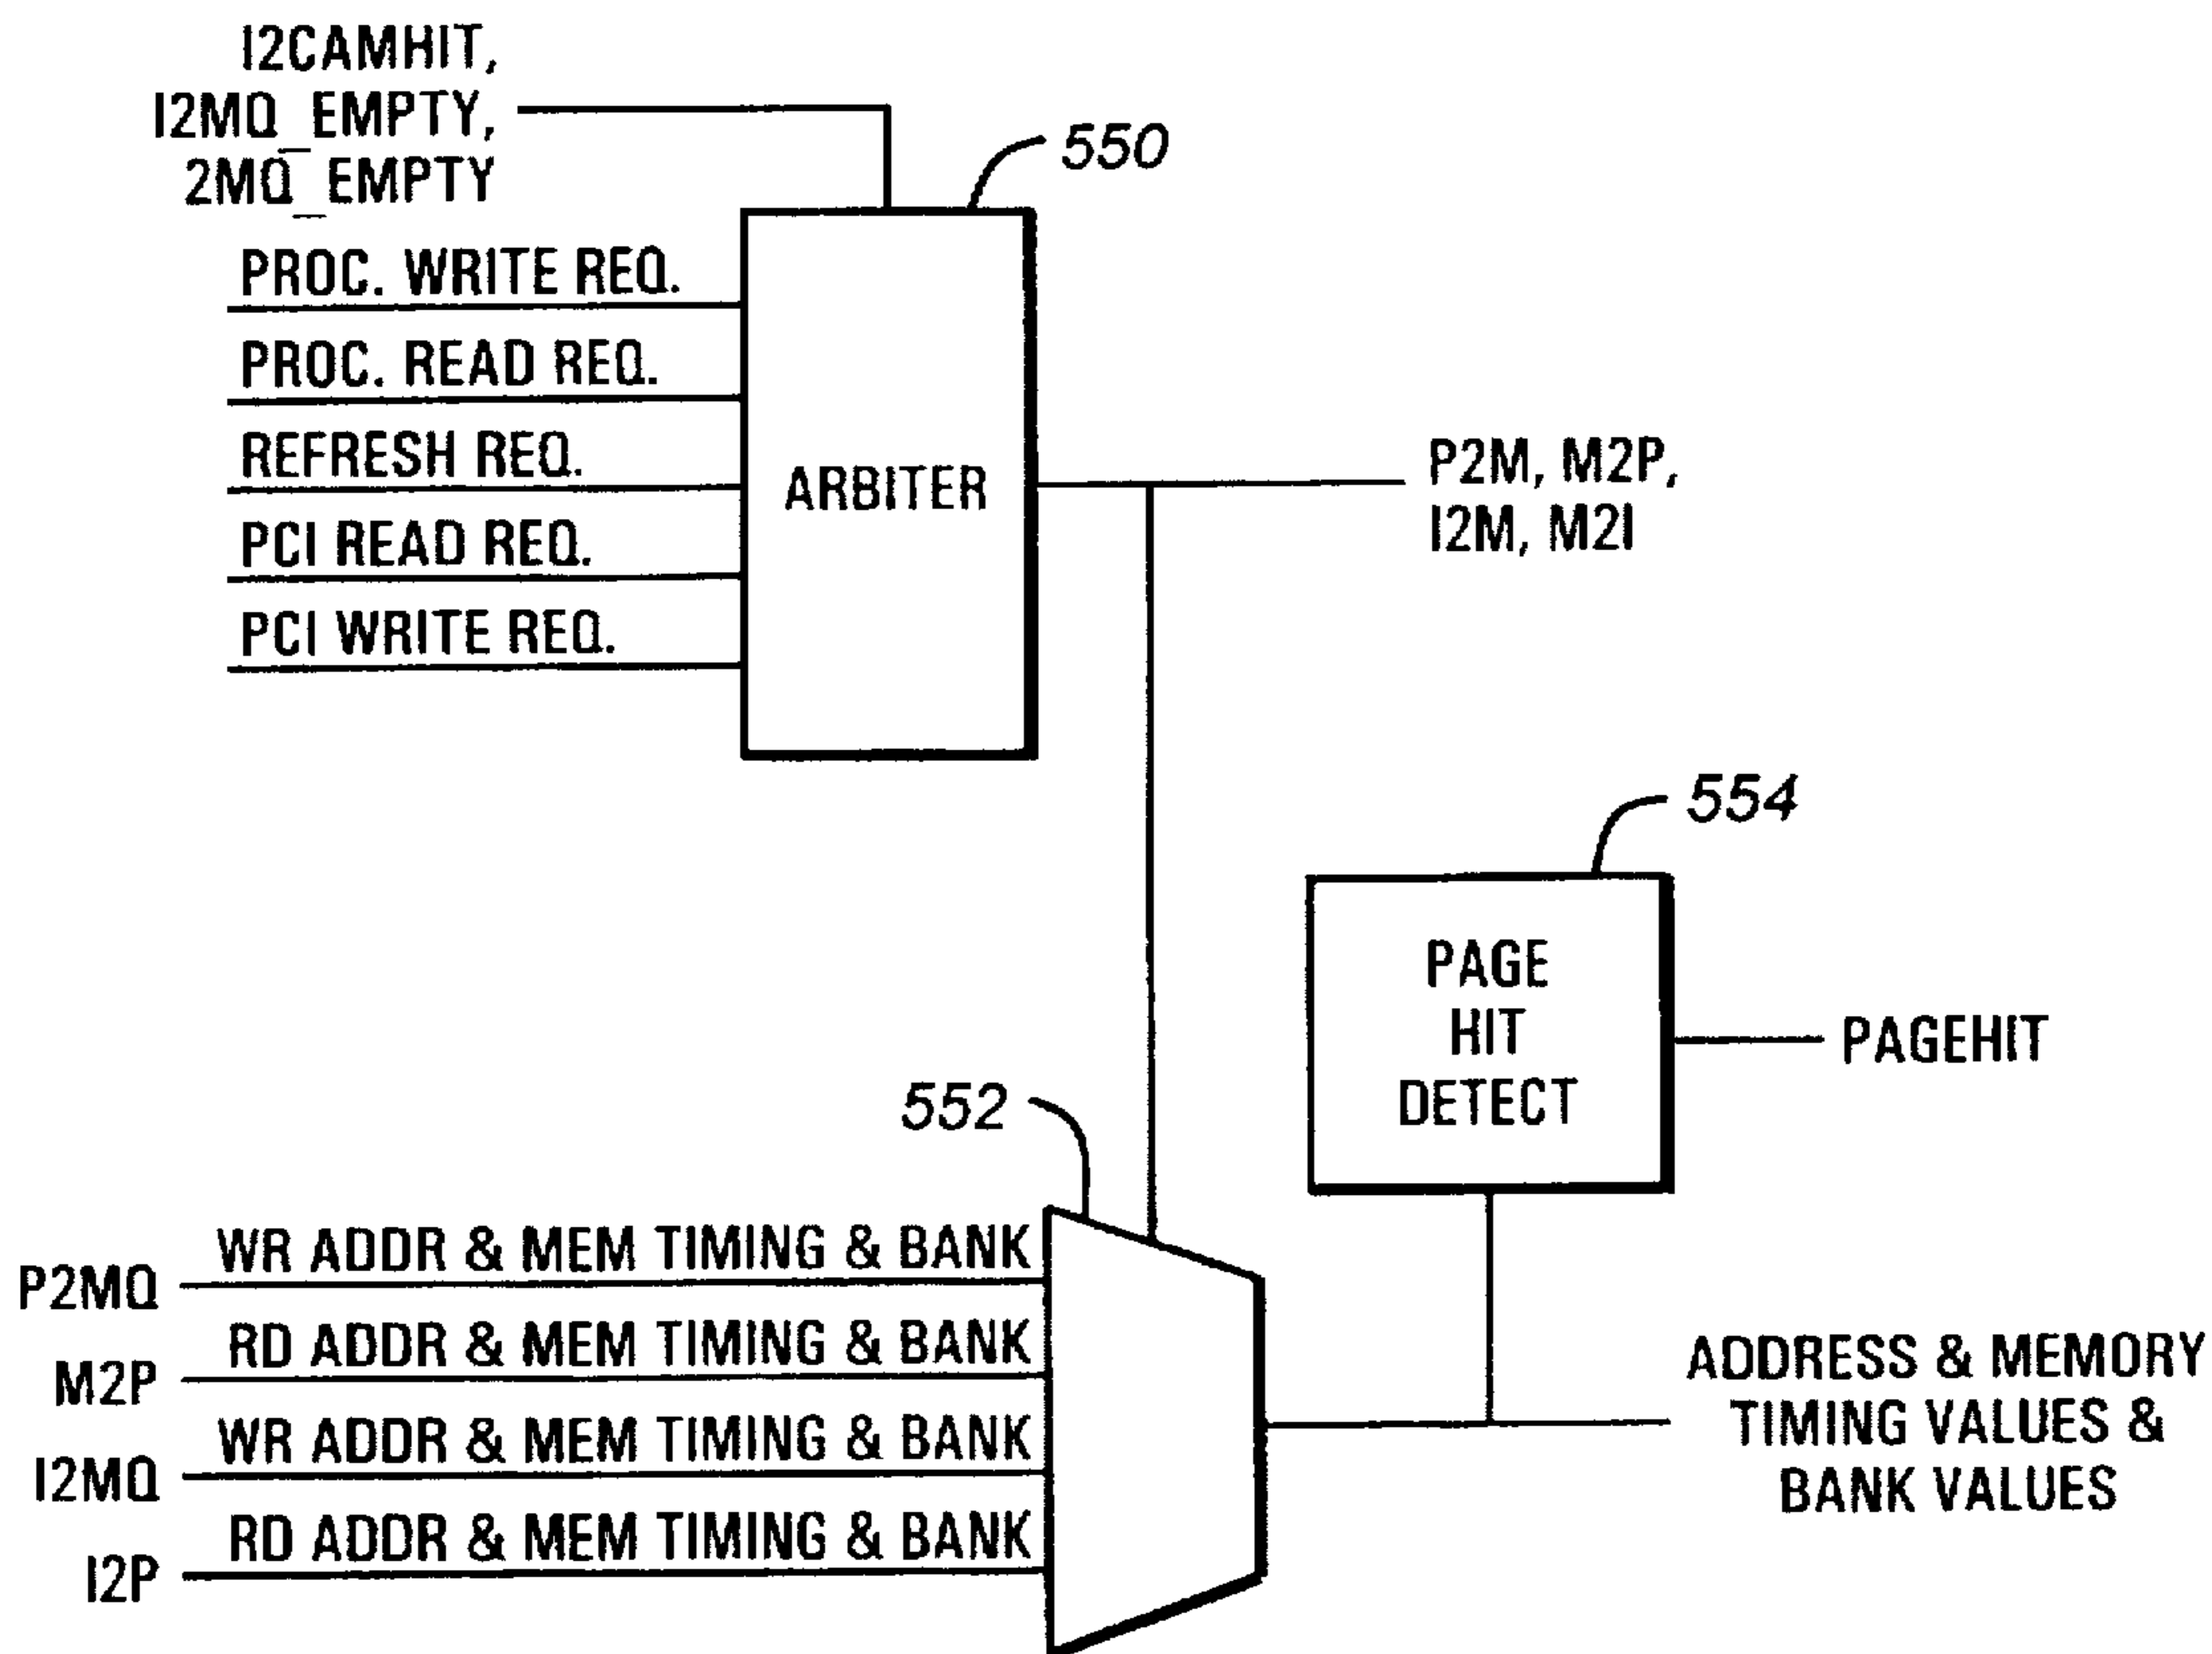 I2CAMHIT,
I2MQ_EMPTY,
2MQ_EMPTY
550
PROC. WRITE REQ.
PROC. READ REQ.
REFRESH REQ.
PCI READ REQ.
PCI WRITE REQ.
ARBITER
P2M, M2P,
I2M, M2I
554
PAGE
HIT
DETECT
PAGEHIT
552
P2MQ
WR ADDR & MEM TIMING & BANK
M2P
RD ADDR & MEM TIMING & BANK
I2MQ
WR ADDR & MEM TIMING & BANK
I2P
RD ADDR & MEM TIMING & BANK
ADDRESS & MEMORY
TIMING VALUES &
BANK VALUES